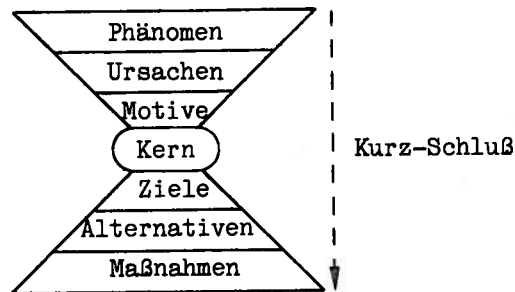 Phänomen
Ursachen
Motive
Kern
Kurz-Schluß
Ziele
Alternativen
Maßnahmen